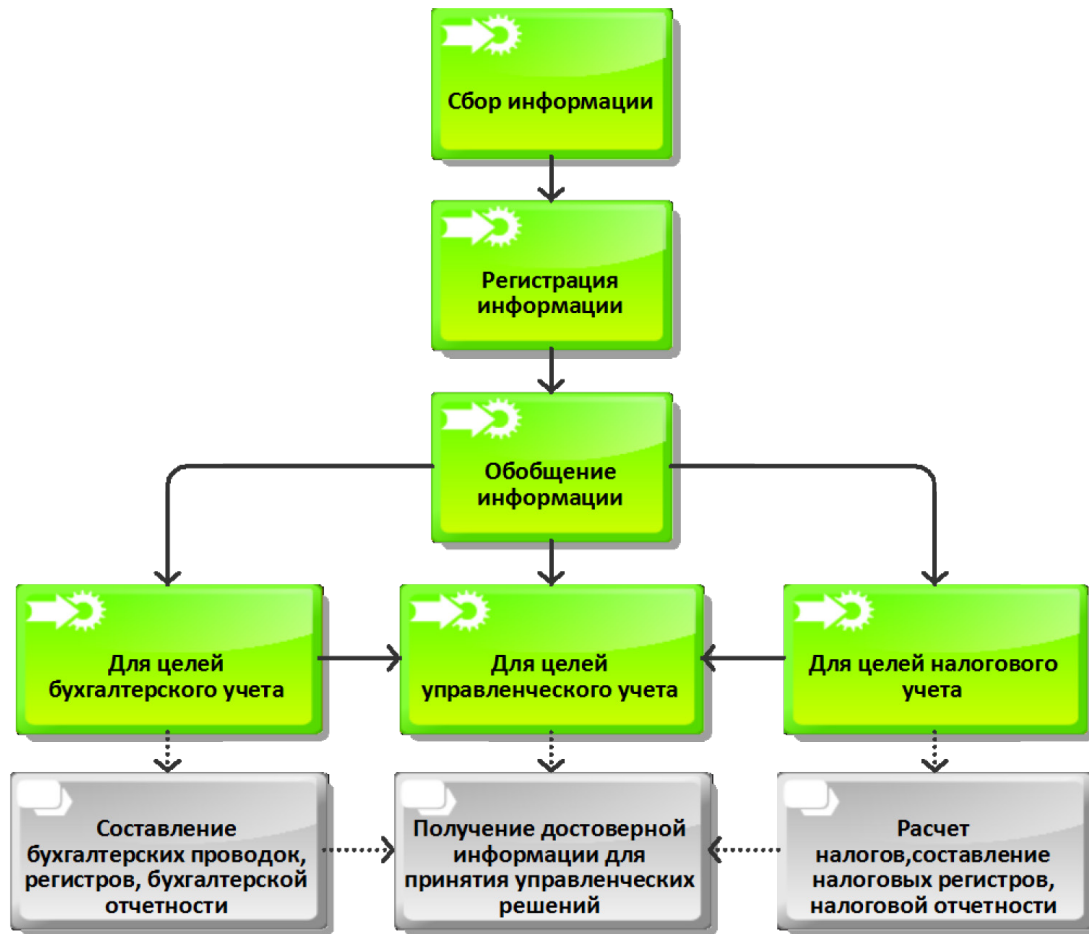 Сбор информации
Регистрация
информации
Обобщение
информации
Для целей
бухгалтерского учета
Для целей
управленческого учета
Для целей налогового
учета
Составление
бухгалтерских проводок,
регистров, бухгалтерской
отчетности
Получение достоверной
информации для
принятия управленческих
решений
Расчет
налогов,составление
налоговых регистров,
налоговой отчетности